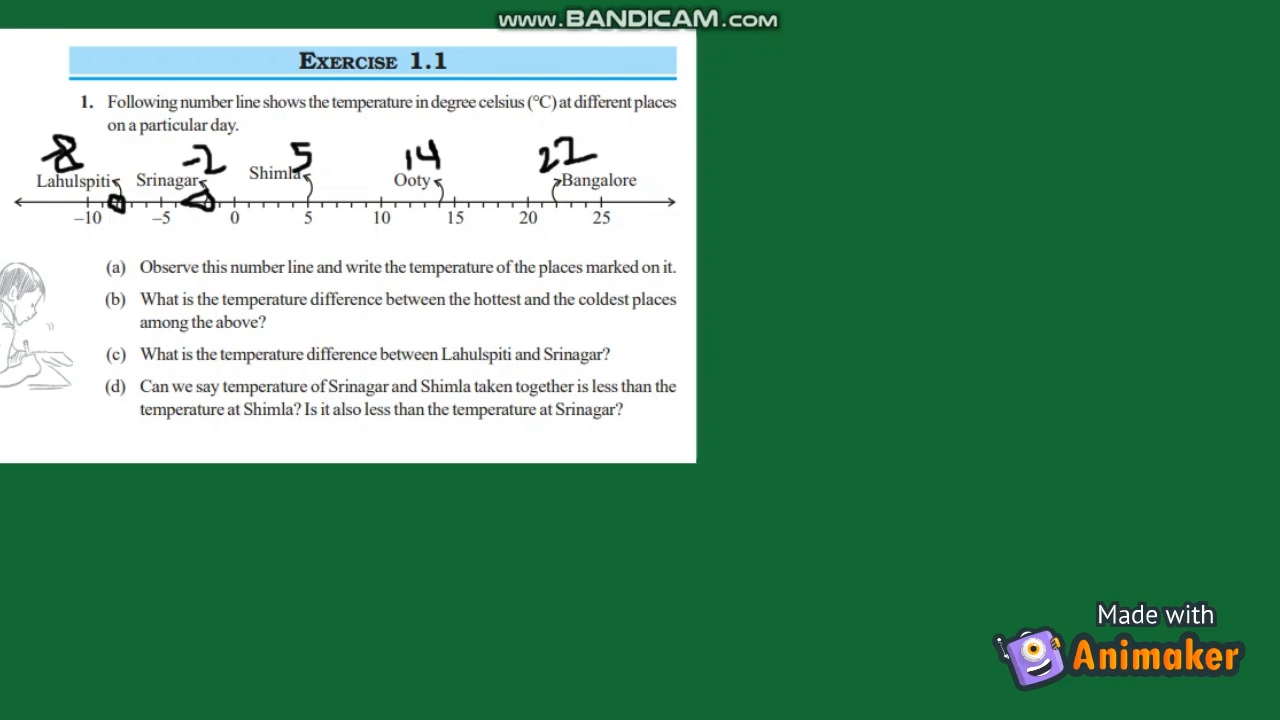 www.BANDICAM.com
EXERCISE 1.1
1. Following number line shows the temperature in degree celsius (°C) at different places
on a particular day.
-8 -2 5 14 22
Lahulspiti Srinagar Shimla Ooty Bangalore
–10 –5 0 5 10 15 20 25
(a) Observe this number line and write the temperature of the places marked on it.
(b) What is the temperature difference between the hottest and the coldest places
among the above?
(c) What is the temperature difference between Lahulspiti and Srinagar?
(d) Can we say temperature of Srinagar and Shimla taken together is less than the
temperature at Shimla? Is it also less than the temperature at Srinagar?
Made with
Animaker